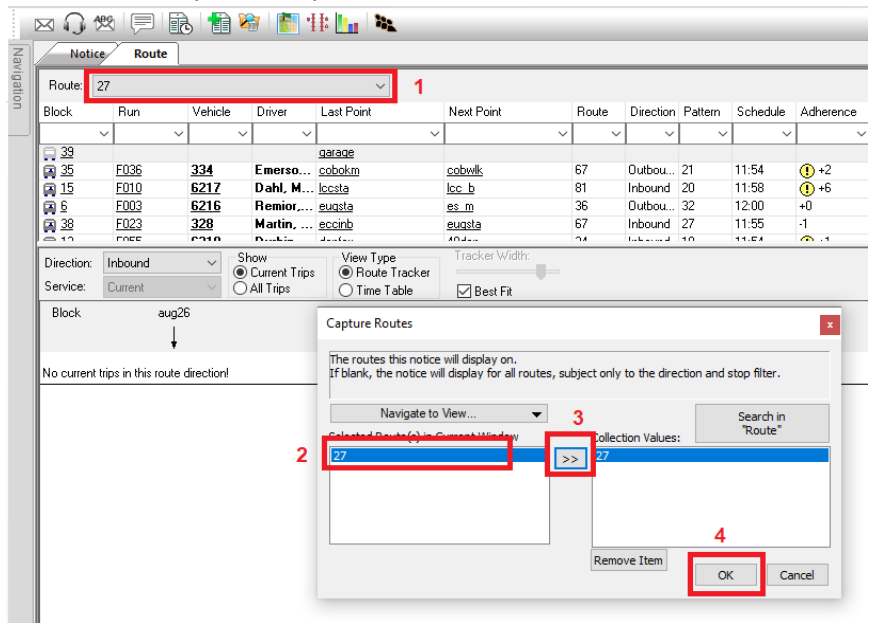 ABC
Navigation
Notice Route
Route: 27 1
Block Run Vehicle Driver Last Point Next Point Route Direction Pattern Schedule Adherence
39 garage
35 F036 334 Emerso... cobokm cobwlk 67 Outbou... 21 11:54 +2
15 F010 6217 Dahl, M... lccsta lcc_b 81 Inbound 20 11:58 +6
6 F003 6216 Remior,... eugsta es_m 36 Outbou... 32 12:00 +0
38 F023 328 Martin, ... eccinb eugsta 67 Inbound 27 11:55 -1
Direction: Inbound Show View Type Tracker Width:
Current Trips Route Tracker
Service: Current All Trips Time Table Best Fit
Block aug26
No current trips in this route direction!
Capture Routes x
The routes this notice will display on.
If blank, the notice will display for all routes, subject only to the direction and stop filter.
Navigate to View... 3 Search in "Route"
Selected Route(s) in Current Window Collection Values:
2 27 >> 27
4
Remove Item OK Cancel